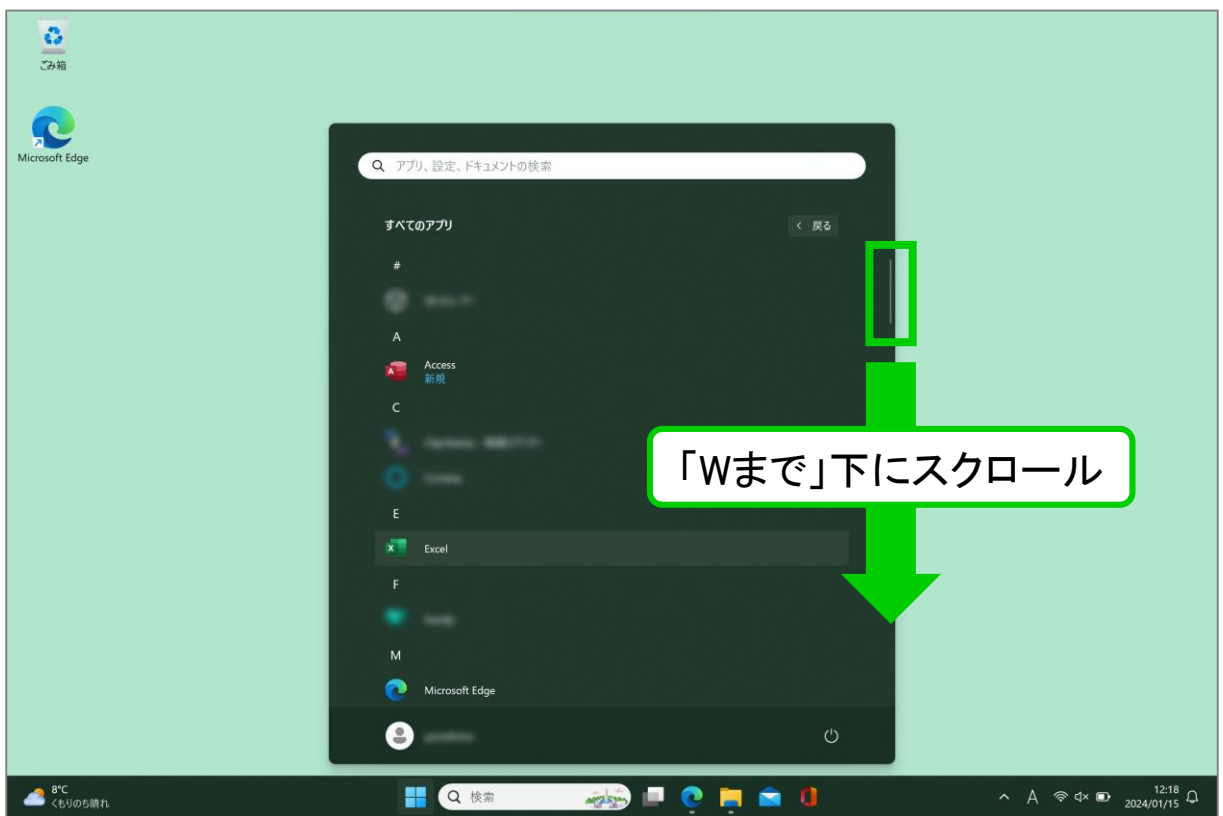 ごみ箱
Microsoft Edge
アプリ、設定、ドキュメントの検索
すべてのアプリ
戻る
#
A
Access
新規
C
「Wまで」下にスクロール
E
Excel
F
M
Microsoft Edge
8°C
くもりのち晴れ
検索
A
12:18
2024/01/15